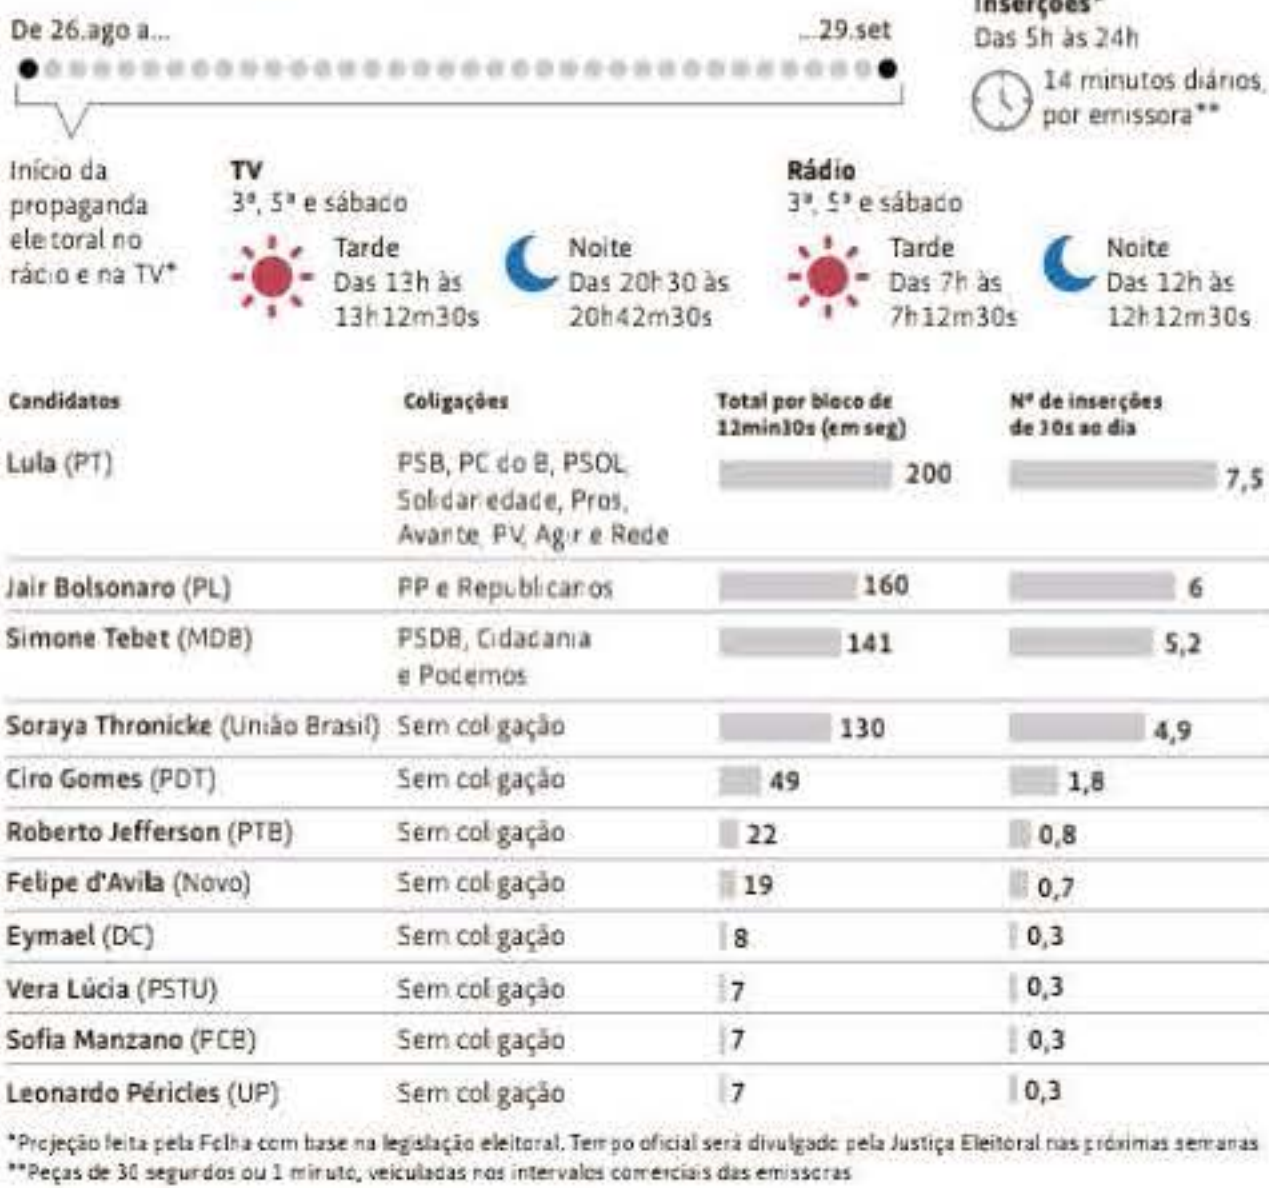 De 26.ago a...
...29.set
Inserções*
Das 5h às 24h
14 minutos diários,
por emissora**
Início da
propaganda
eleitoral no
rádio e na TV*
TV
3ª, 5ª e sábado
Tarde
Das 13h às
13h12m30s
Noite
Das 20h30 às
20h42m30s
Rádio
3ª, 5ª e sábado
Tarde
Das 7h às
7h12m30s
Noite
Das 12h às
12h12m30s
Candidatos Coligações Total por bloco de 12min30s (em seg) Nº de inserções de 30s ao dia
Lula (PT) PSB, PC do B, PSOL, 200 7,5
Solidariedade, Pros,
Avante, PV, Agir e Rede
Jair Bolsonaro (PL) PP e Republicanos 160 6
Simone Tebet (MDB) PSDB, Cidadania 141 5,2
e Podemos
Soraya Thronicke (União Brasil) Sem coligação 130 4,9
Ciro Gomes (PDT) Sem coligação 49 1,8
Roberto Jefferson (PTB) Sem coligação 22 0,8
Felipe d'Avila (Novo) Sem coligação 19 0,7
Eymael (DC) Sem coligação 8 0,3
Vera Lúcia (PSTU) Sem coligação 7 0,3
Sofia Manzano (PCB) Sem coligação 7 0,3
Leonardo Péricles (UP) Sem coligação 7 0,3
*Projeção feita pela Folha com base na legislação eleitoral. Tempo oficial será divulgado pela Justiça Eleitoral nas próximas semanas
**Peças de 30 segundos ou 1 minuto, veiculadas nos intervalos comerciais das emissoras